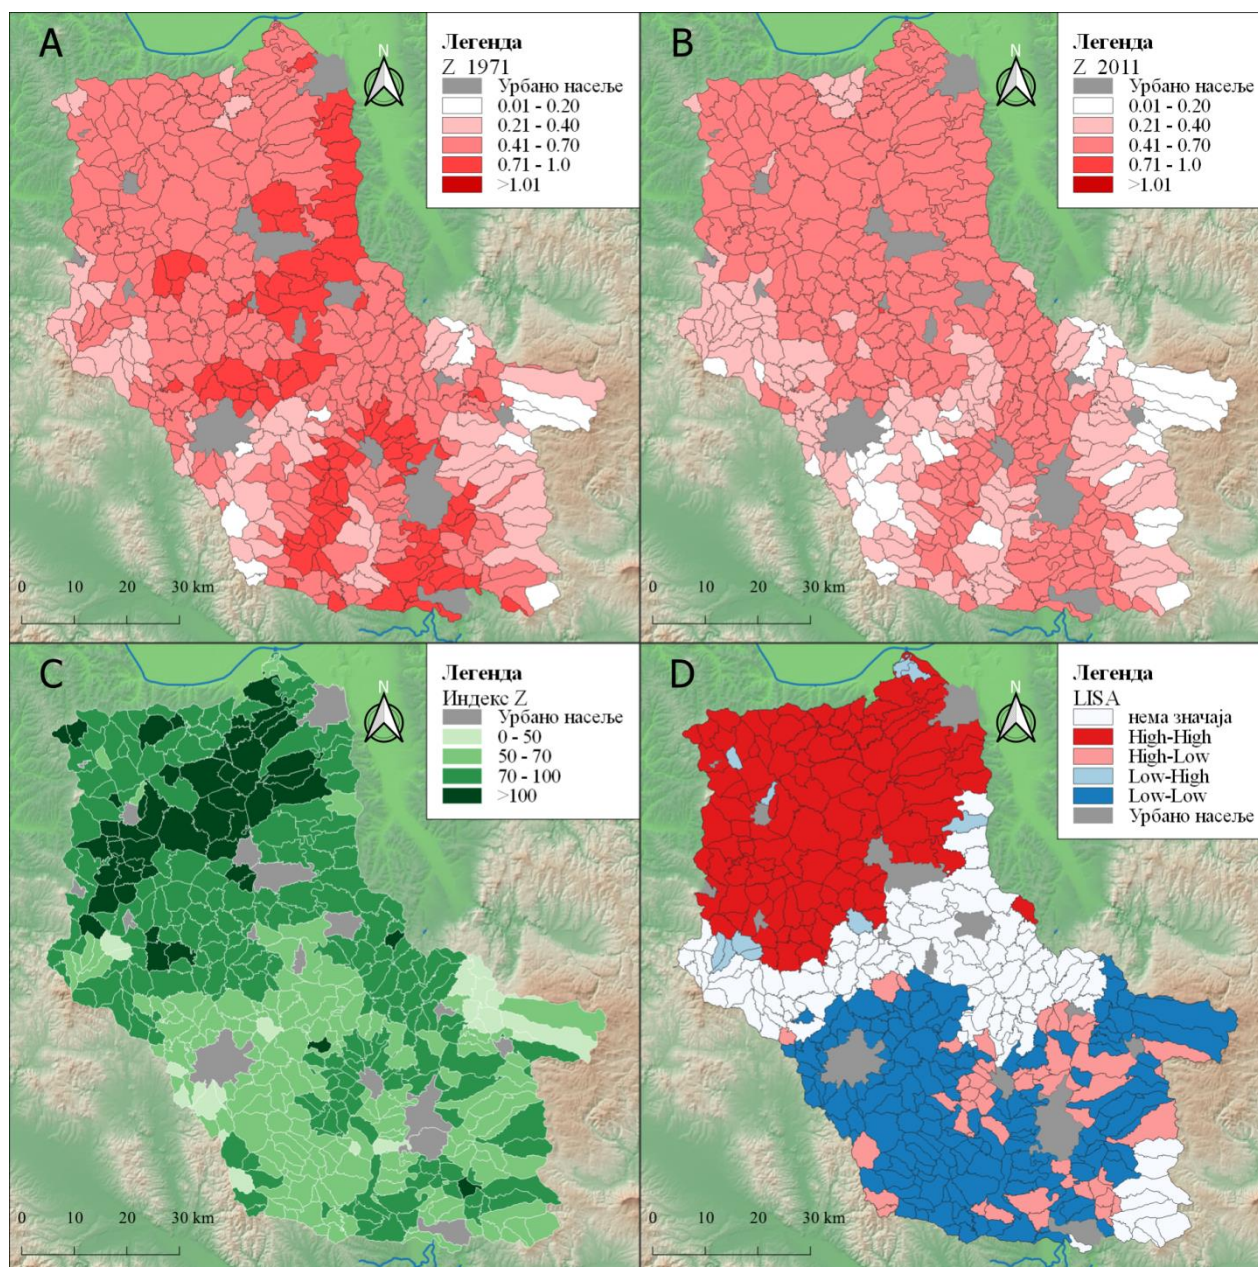 A
N
Легенда
Z_1971
Урбано насеље
0.01 - 0.20
0.21 - 0.40
0.41 - 0.70
0.71 - 1.0
>1.01
0 10 20 30 km
B
N
Легенда
Z_2011
Урбано насеље
0.01 - 0.20
0.21 - 0.40
0.41 - 0.70
0.71 - 1.0
>1.01
0 10 20 30 km
C
N
Легенда
Индекс Z
Урбано насеље
0 - 50
50 - 70
70 - 100
>100
0 10 20 30 km
D
N
Легенда
LISA
нема значаја
High-High
High-Low
Low-High
Low-Low
Урбано насеље
0 10 20 30 km